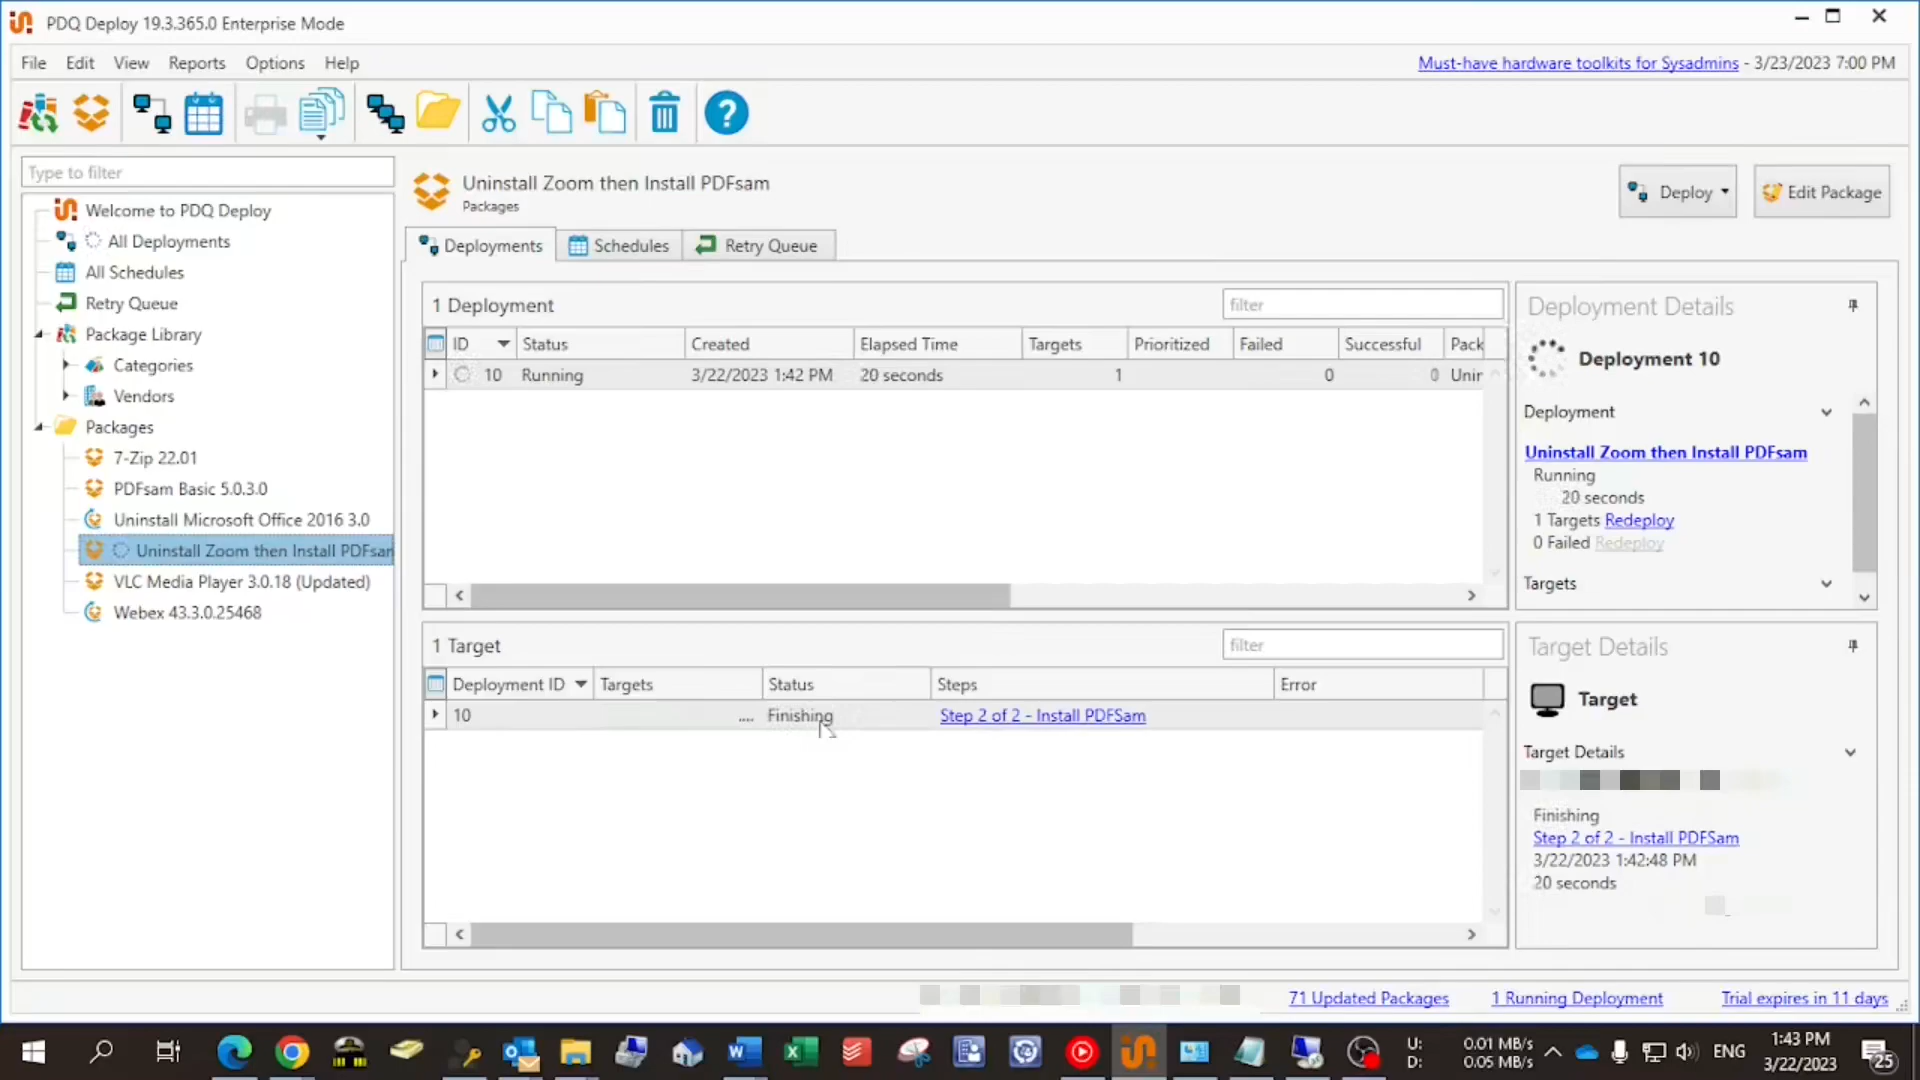 PDQ Deploy 19.3.365.0 Enterprise Mode
File Edit View Reports Options Help
Must-have hardware toolkits for Sysadmins - 3/23/2023 7:00 PM
Type to filter
Welcome to PDQ Deploy
All Deployments
All Schedules
Retry Queue
Package Library
Categories
Vendors
Packages
7-Zip 22.01
PDFsam Basic 5.0.3.0
Uninstall Microsoft Office 2016 3.0
Uninstall Zoom then Install PDFsam
VLC Media Player 3.0.18 (Updated)
Webex 43.3.0.25468
Uninstall Zoom then Install PDFsam
Packages
Deploy
Edit Package
Deployments Schedules Retry Queue
1 Deployment
filter
ID Status Created Elapsed Time Targets Prioritized Failed Successful Pack
10 Running 3/22/2023 1:42 PM 20 seconds 1 0 0 Unin
1 Target
filter
Deployment ID Targets Status Steps Error
10 .... Finishing Step 2 of 2 - Install PDFSam
Deployment Details
Deployment 10
Deployment
Uninstall Zoom then Install PDFsam
Running
20 seconds
1 Targets Redeploy
0 Failed Redeploy
Targets
Target Details
Target
Target Details
Finishing
Step 2 of 2 - Install PDFSam
3/22/2023 1:42:48 PM
20 seconds
71 Updated Packages 1 Running Deployment Trial expires in 11 days
U: 0.01 MB/s
D: 0.05 MB/s
ENG
1:43 PM
3/22/2023
25